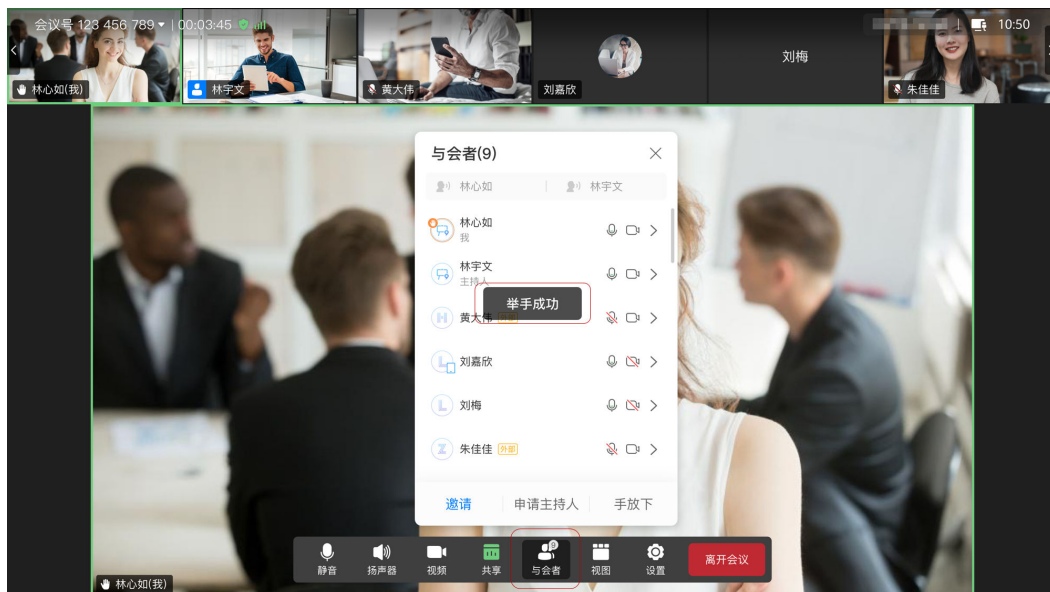 会议号 123 456 789 | 00:03:45
10:50
林心如(我)
林宇文
黄大伟
刘嘉欣
刘梅
朱佳佳
与会者(9)
林心如 林宇文
林心如
我
林宇文
主持人
举手成功
黄大伟
刘嘉欣
刘梅
朱佳佳 外部
邀请 申请主持人 手放下
9
静音 扬声器 视频 共享 与会者 视图 设置 离开会议
林心如(我)